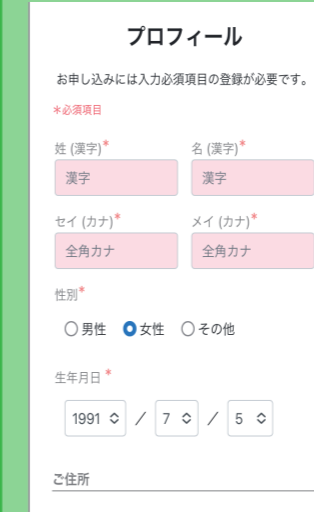 プロフィール
お申し込みには入力必須項目の登録が必要です。
*必須項目
姓 (漢字)* 名 (漢字)*
漢字 漢字
セイ (カナ)* メイ (カナ)*
全角カナ 全角カナ
性別*
男性 女性 その他
生年月日 *
1991 / 7 / 5
ご住所